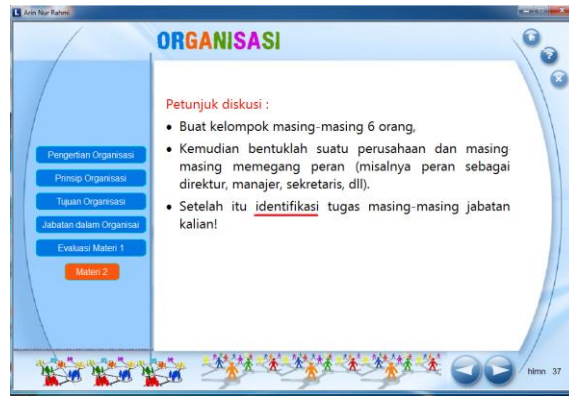 Arin Nur Rahmi
ORGANISASI
Petunjuk diskusi :
• Buat kelompok masing-masing 6 orang,
• Kemudian bentuklah suatu perusahaan dan masing
masing memegang peran (misalnya peran sebagai
direktur, manajer, sekretaris, dll).
• Setelah itu identifikasi tugas masing-masing jabatan
kalian!
Pengertian Organisasi
Prinsip Organisasi
Tujuan Organisasi
Jabatan dalam Organisai
Evaluasi Materi 1
Materi 2
hlmn 37